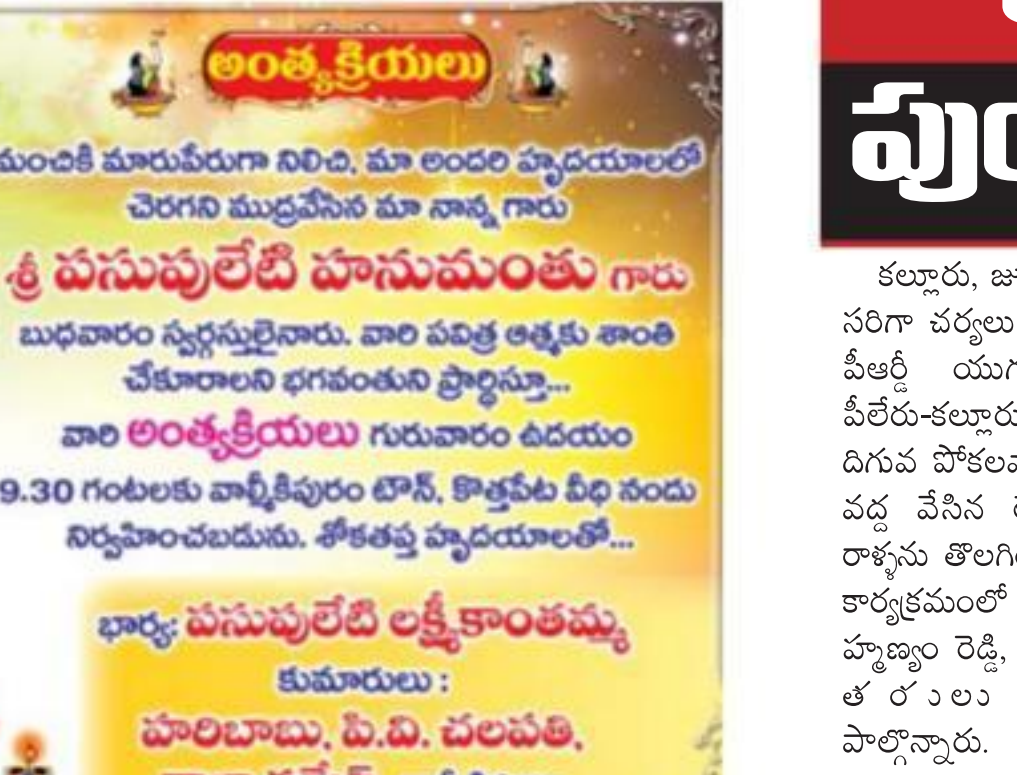 అంత్యక్రియలు
మంచికి మారుపేరుగా నిలిచి, మా అందరి హృదయాలలో
చెరగని ముద్రవేసిన మా నాన్న గారు
శ్రీ పసుపులేటి హనుమంతు గారు
బుధవారం స్వర్గస్తులైనారు. వారి పవిత్ర ఆత్మకు శాంతి
చేకూరాలని భగవంతుని ప్రార్థిస్తూ...
వారి అంత్యక్రియలు గురువారం ఉదయం
9.30 గంటలకు వాల్మీకిపురం టౌన్, కొత్తపేట వీధి నందు
నిర్వహించబడును. శోకతప్త హృదయాలతో...
భార్య: పసుపులేటి లక్ష్మీకాంతమ్మ
కుమారులు :
హరిబాబు, పి.వి. చలపతి,
కల్లూరు,
సరిగా చర్యలు
పీఆర్డీ
పీలేరు-కల్లూరు
దిగువ
వద్ద వేసిన
రాళ్ళను
కార్యక్రమంలో
హ్మణ్యం రెడ్డి,
పాల్గొన్నారు.